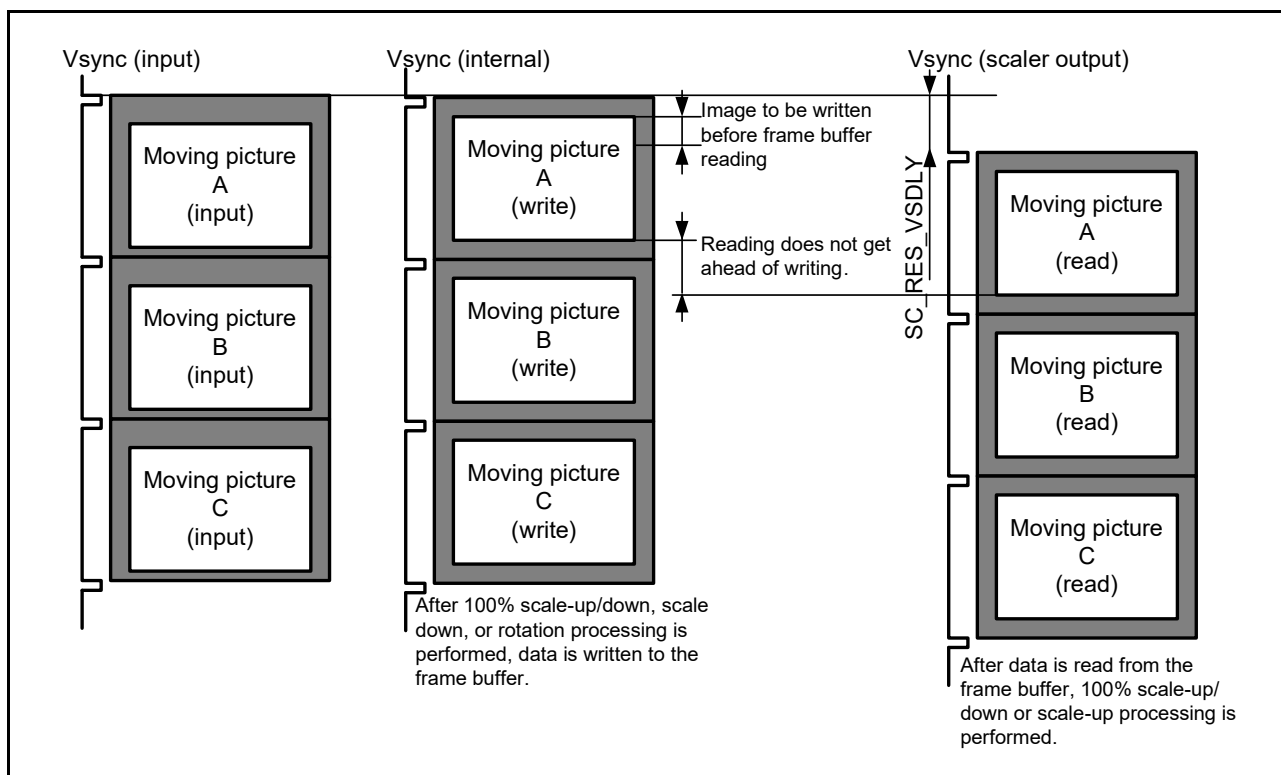 Vsync (input)
Moving picture
A
(input)
Moving picture
B
(input)
Moving picture
C
(input)
Vsync (internal)
Moving picture
A
(write)
Moving picture
B
(write)
Moving picture
C
(write)
After 100% scale-up/down, scale
down, or rotation processing is
performed, data is written to the
frame buffer.
Image to be written
before frame buffer
reading
Reading does not get
ahead of writing.
Vsync (scaler output)
SC_RES_VSDLY
Moving picture
A
(read)
Moving picture
B
(read)
Moving picture
C
(read)
After data is read from the
frame buffer, 100% scale-up/
down or scale-up processing is
performed.